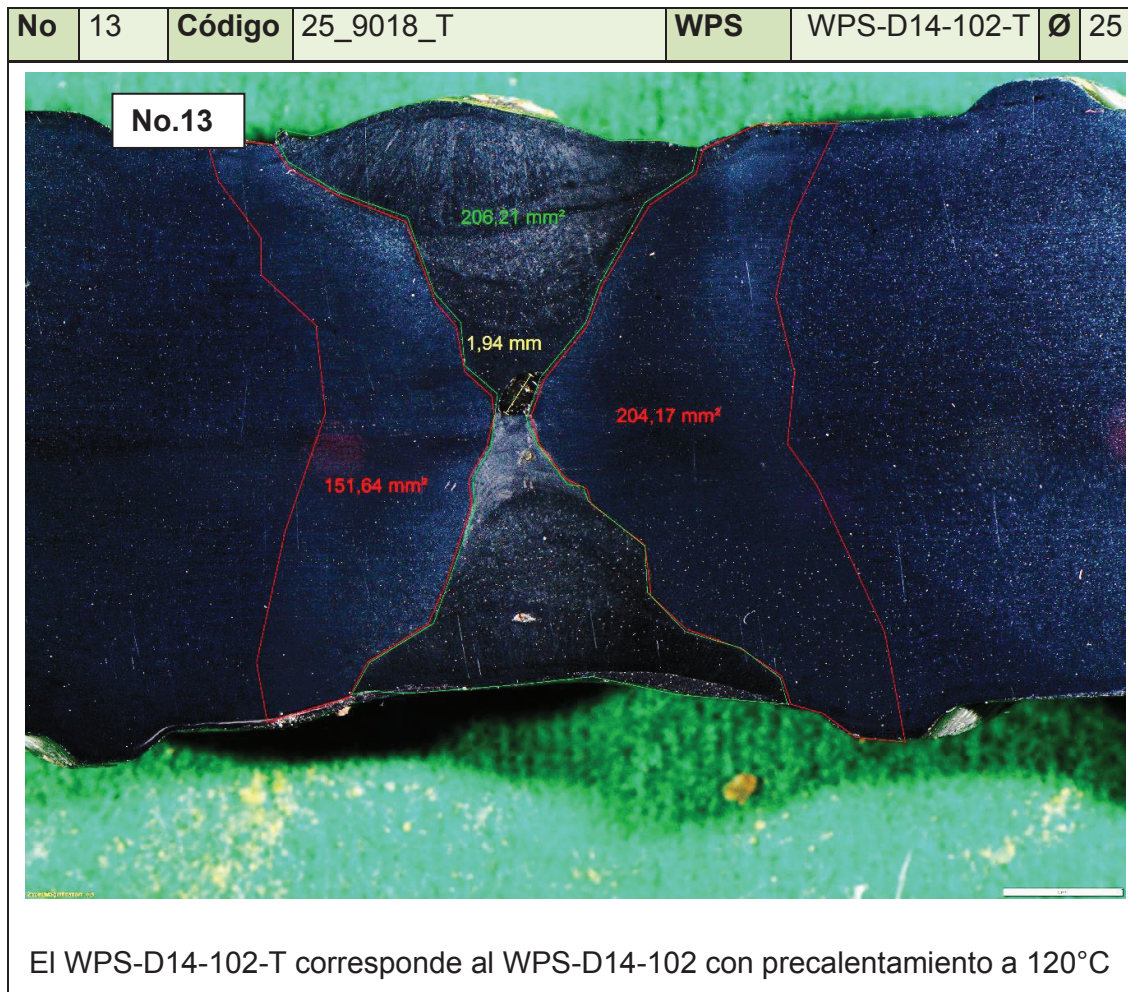 No 13 Código 25_9018_T WPS WPS-D14-102-T Ø 25
No.13
206,21 mm²
1,94 mm
204,17 mm²
151,64 mm²
El WPS-D14-102-T corresponde al WPS-D14-102 con precalentamiento a 120°C